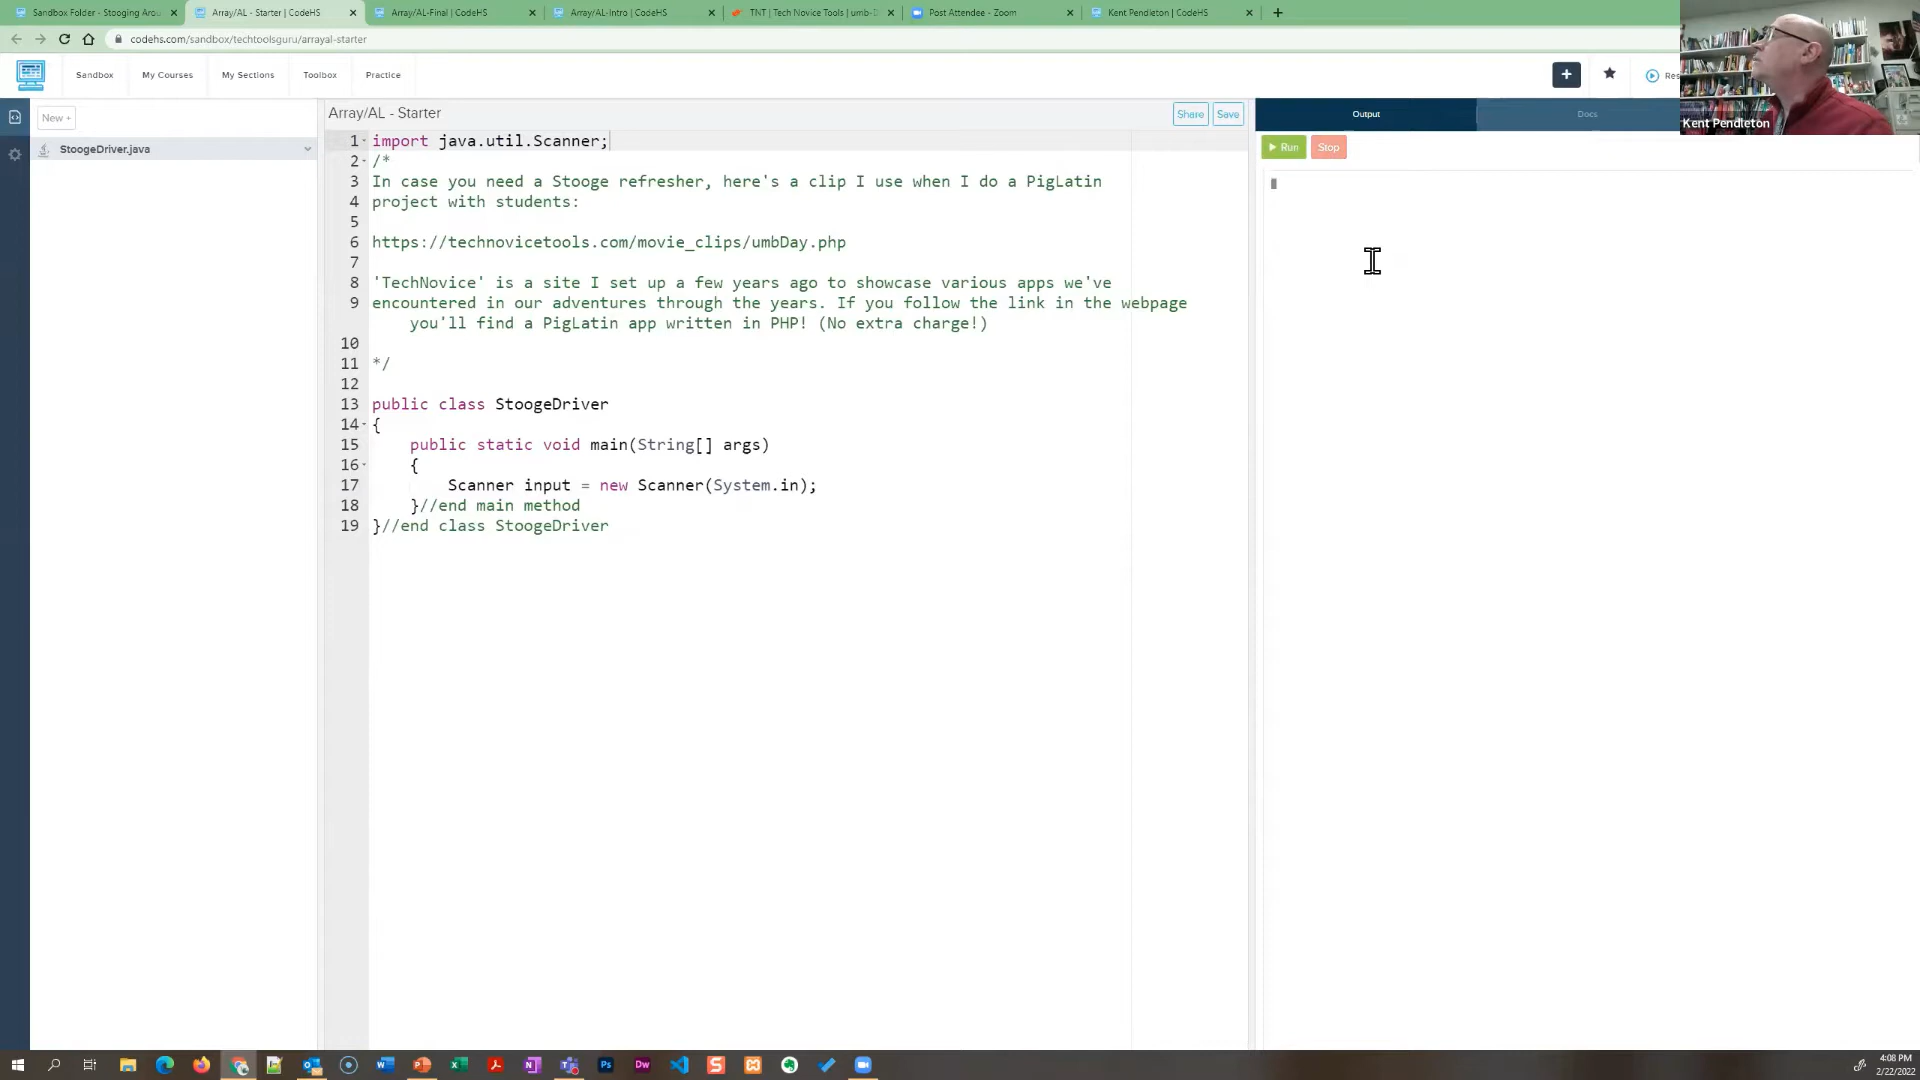 Sandbox Folder - Stooging Arou
Array/AL - Starter | CodeHS
Array/AL-Final | CodeHS
Array/AL-Intro | CodeHS
TNT | Tech Novice Tools | umb-D
Post Attendee - Zoom
Kent Pendleton | CodeHS
codehs.com/sandbox/techtoolsguru/arrayal-starter
Sandbox
My Courses
My Sections
Toolbox
Practice
Res
Kent Pendleton
New +
Array/AL - Starter
Share
Save
Output
Docs
StoogeDriver.java
Run
Stop
1 import java.util.Scanner;
2 /*
3 In case you need a Stooge refresher, here's a clip I use when I do a PigLatin
4 project with students:
5
6 https://technovicetools.com/movie_clips/umbDay.php
7
8 'TechNovice' is a site I set up a few years ago to showcase various apps we've
9 encountered in our adventures through the years. If you follow the link in the webpage
you'll find a PigLatin app written in PHP! (No extra charge!)
10
11 */
12
13 public class StoogeDriver
14 {
15 public static void main(String[] args)
16 {
17 Scanner input = new Scanner(System.in);
18 }//end main method
19 }//end class StoogeDriver
4:08 PM
2/22/2022